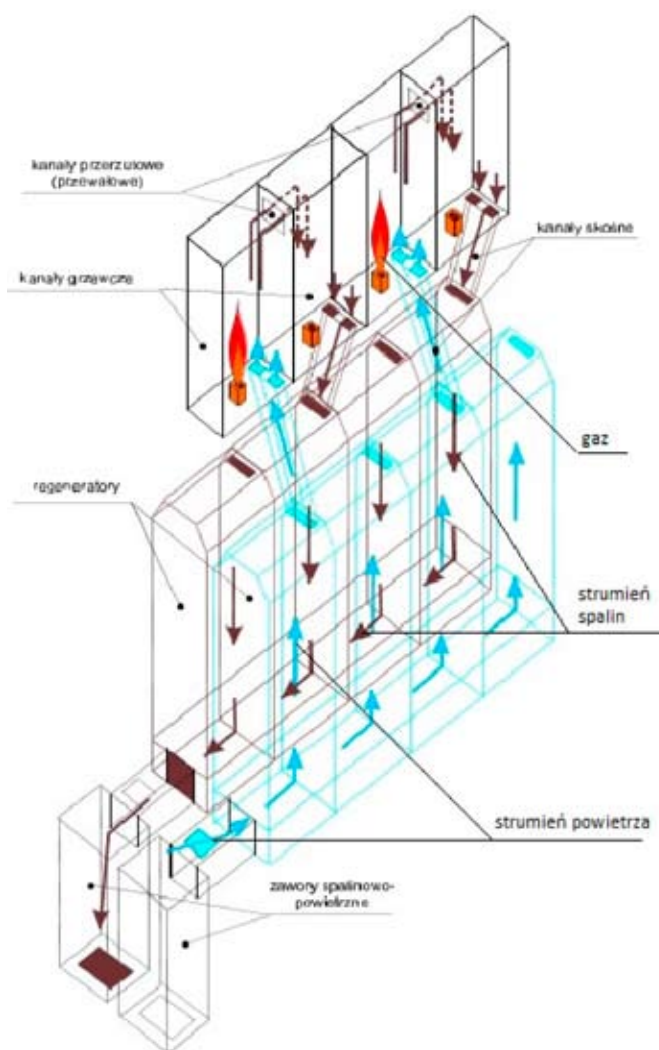 kanały przerzutowe
(przewałowe)
kanały grzewcze
kanały skośne
gaz
regeneratory
strumień
spalin
strumień powietrza
zawory spalinowo-
powietrzne